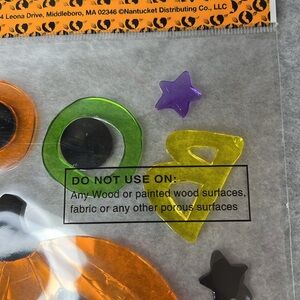 4 Leona Drive, Middleboro, MA 02346 ©Nantucket Distributing Co., LLC
DO NOT USE ON:
Any Wood or painted wood surfaces,
fabric or any other porous surfaces